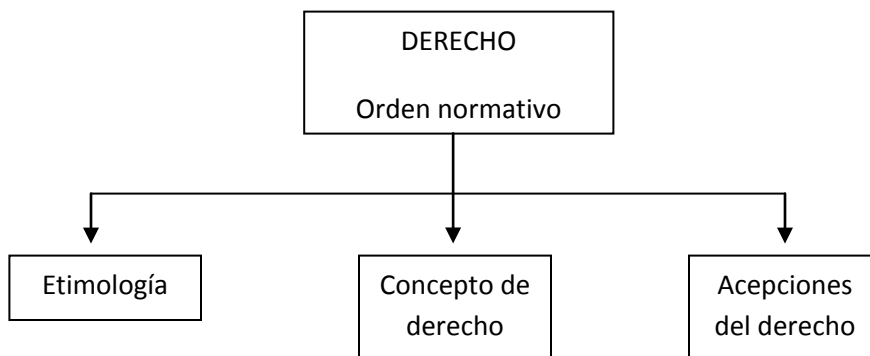 DERECHO
Orden normativo
Etimología
Concepto de
derecho
Acepciones
del derecho